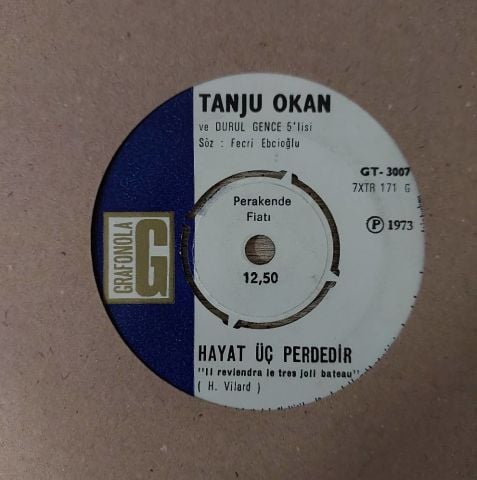 TANJU OKAN
ve DURUL GENCE 5'lisi
Söz : Fecri Ebcioğlu
GT-3007
7XTR 171 G
Perakende
Fiatı
℗ 1973
GRAFONOLA
G
12,50
HAYAT ÜÇ PERDEDİR
"Il reviendra le tres joli bateau"
( H. Vilard )